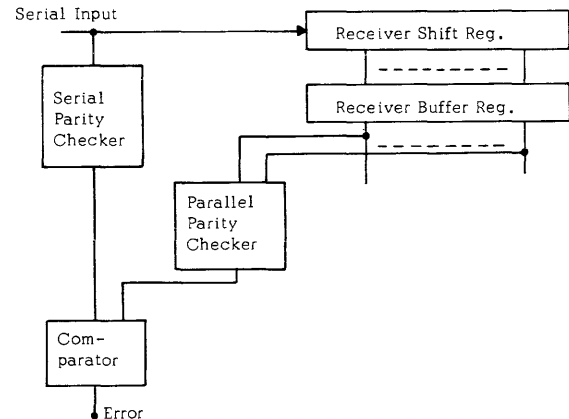 Serial Input
Receiver Shift Reg.
Receiver Buffer Reg.
Serial
Parity
Checker
Parallel
Parity
Checker
Com-
parator
Error